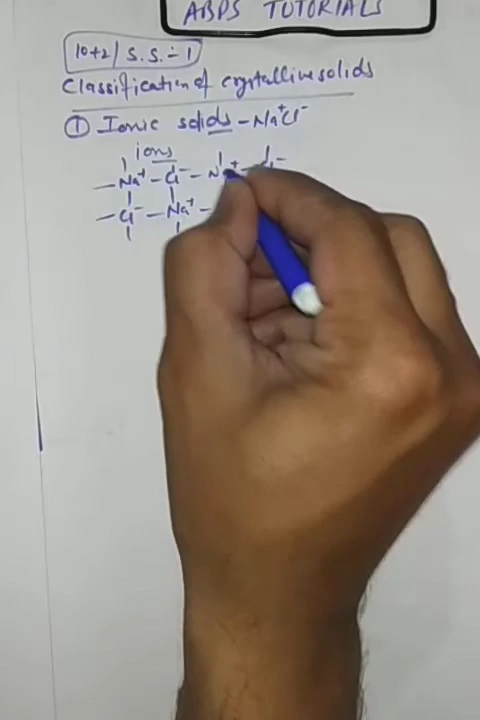 ABPS TUTORIALS
10+2/ S.S.-1
Classification of crystalline solids
① Ionic solids - Na⁺Cl⁻
ions
- Na⁺ - Cl⁻ - N⁺ -
- Cl⁻ - Na⁺ -